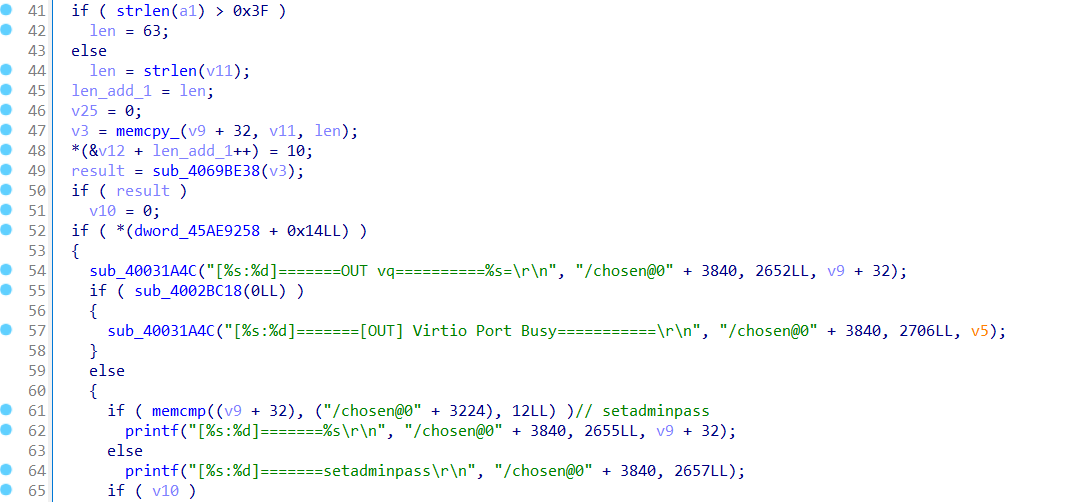 41 if ( strlen(a1) > 0x3F )
42 len = 63;
43 else
44 len = strlen(v11);
45 len_add_1 = len;
46 v25 = 0;
47 v3 = memcpy_(v9 + 32, v11, len);
48 *(&v12 + len_add_1++) = 10;
49 result = sub_4069BE38(v3);
50 if ( result )
51 v10 = 0;
52 if ( *(dword_45AE9258 + 0x14LL) )
53 {
54 sub_40031A4C("[%s:%d]=======OUT vq==========%s=\r\n", "/chosen@0" + 3840, 2652LL, v9 + 32);
55 if ( sub_4002BC18(0LL) )
56 {
57 sub_40031A4C("[%s:%d]=======[OUT] Virtio Port Busy===========\r\n", "/chosen@0" + 3840, 2706LL, v5);
58 }
59 else
60 {
61 if ( memcmp((v9 + 32), ("/chosen@0" + 3224), 12LL) )// setadminpass
62 printf("[%s:%d]=======%s\r\n", "/chosen@0" + 3840, 2655LL, v9 + 32);
63 else
64 printf("[%s:%d]=======setadminpass\r\n", "/chosen@0" + 3840, 2657LL);
65 if ( v10 )